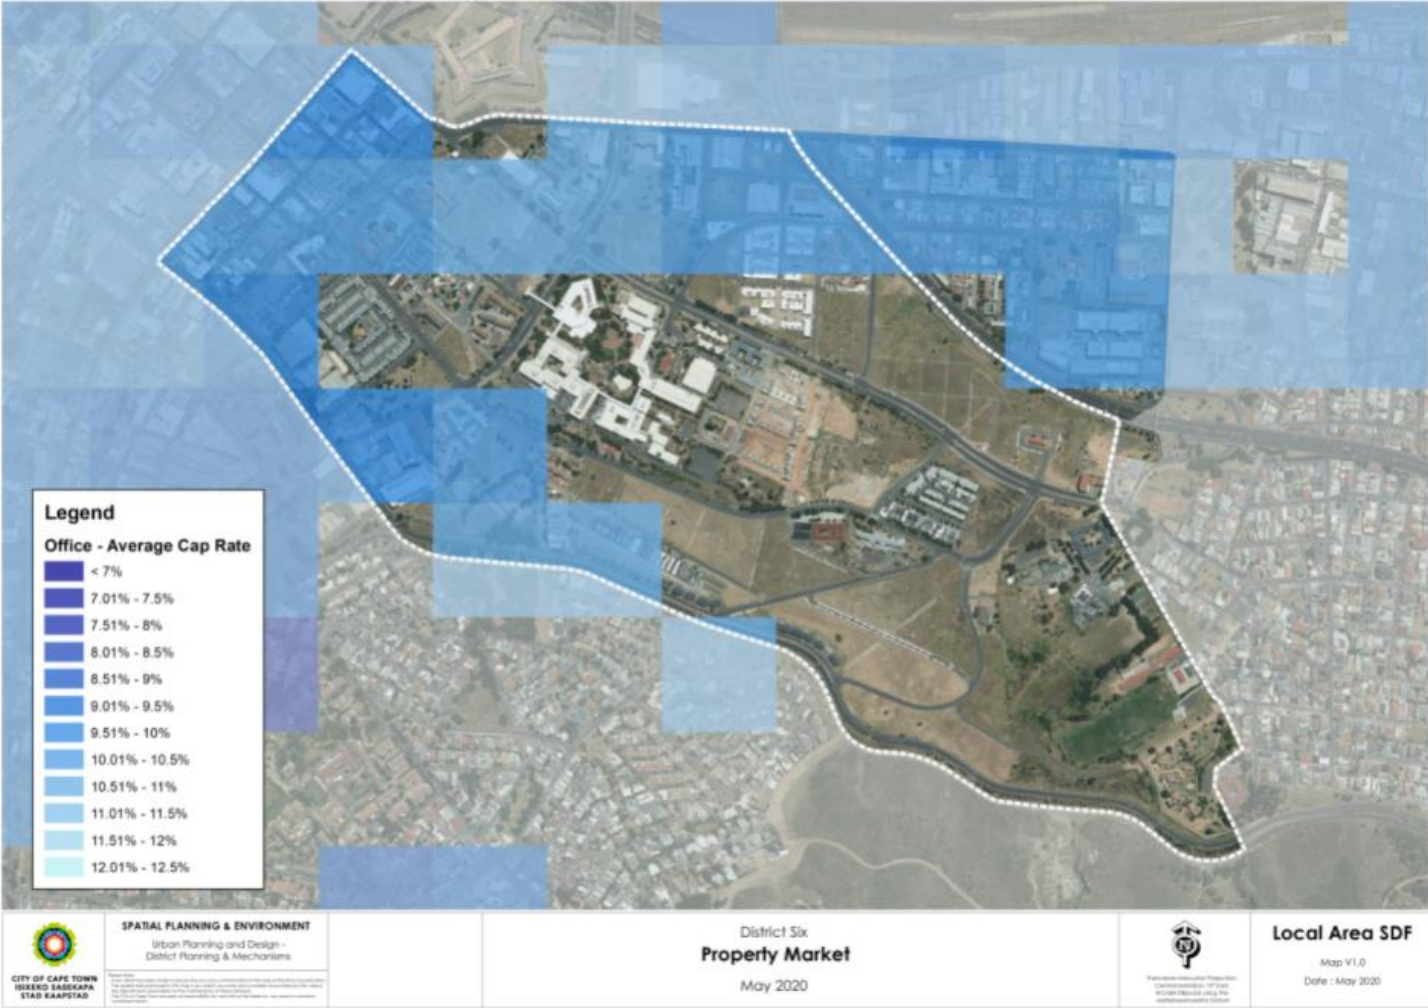 Legend
Office - Average Cap Rate
< 7%
7.01% - 7.5%
7.51% - 8%
8.01% - 8.5%
8.51% - 9%
9.01% - 9.5%
9.51% - 10%
10.01% - 10.5%
10.51% - 11%
11.01% - 11.5%
11.51% - 12%
12.01% - 12.5%
CITY OF CAPE TOWN
ISIXEKO SASEKAPA
STAD KAAPSTAD
SPATIAL PLANNING & ENVIRONMENT
Urban Planning and Design -
District Planning & Mechanisms
District Six
Property Market
May 2020
N
Local Area SDF
Map V1.0
Date : May 2020